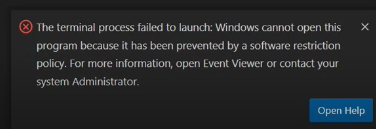 The terminal process failed to launch: Windows cannot open this
program because it has been prevented by a software restriction
policy. For more information, open Event Viewer or contact your
system Administrator.
Open Help